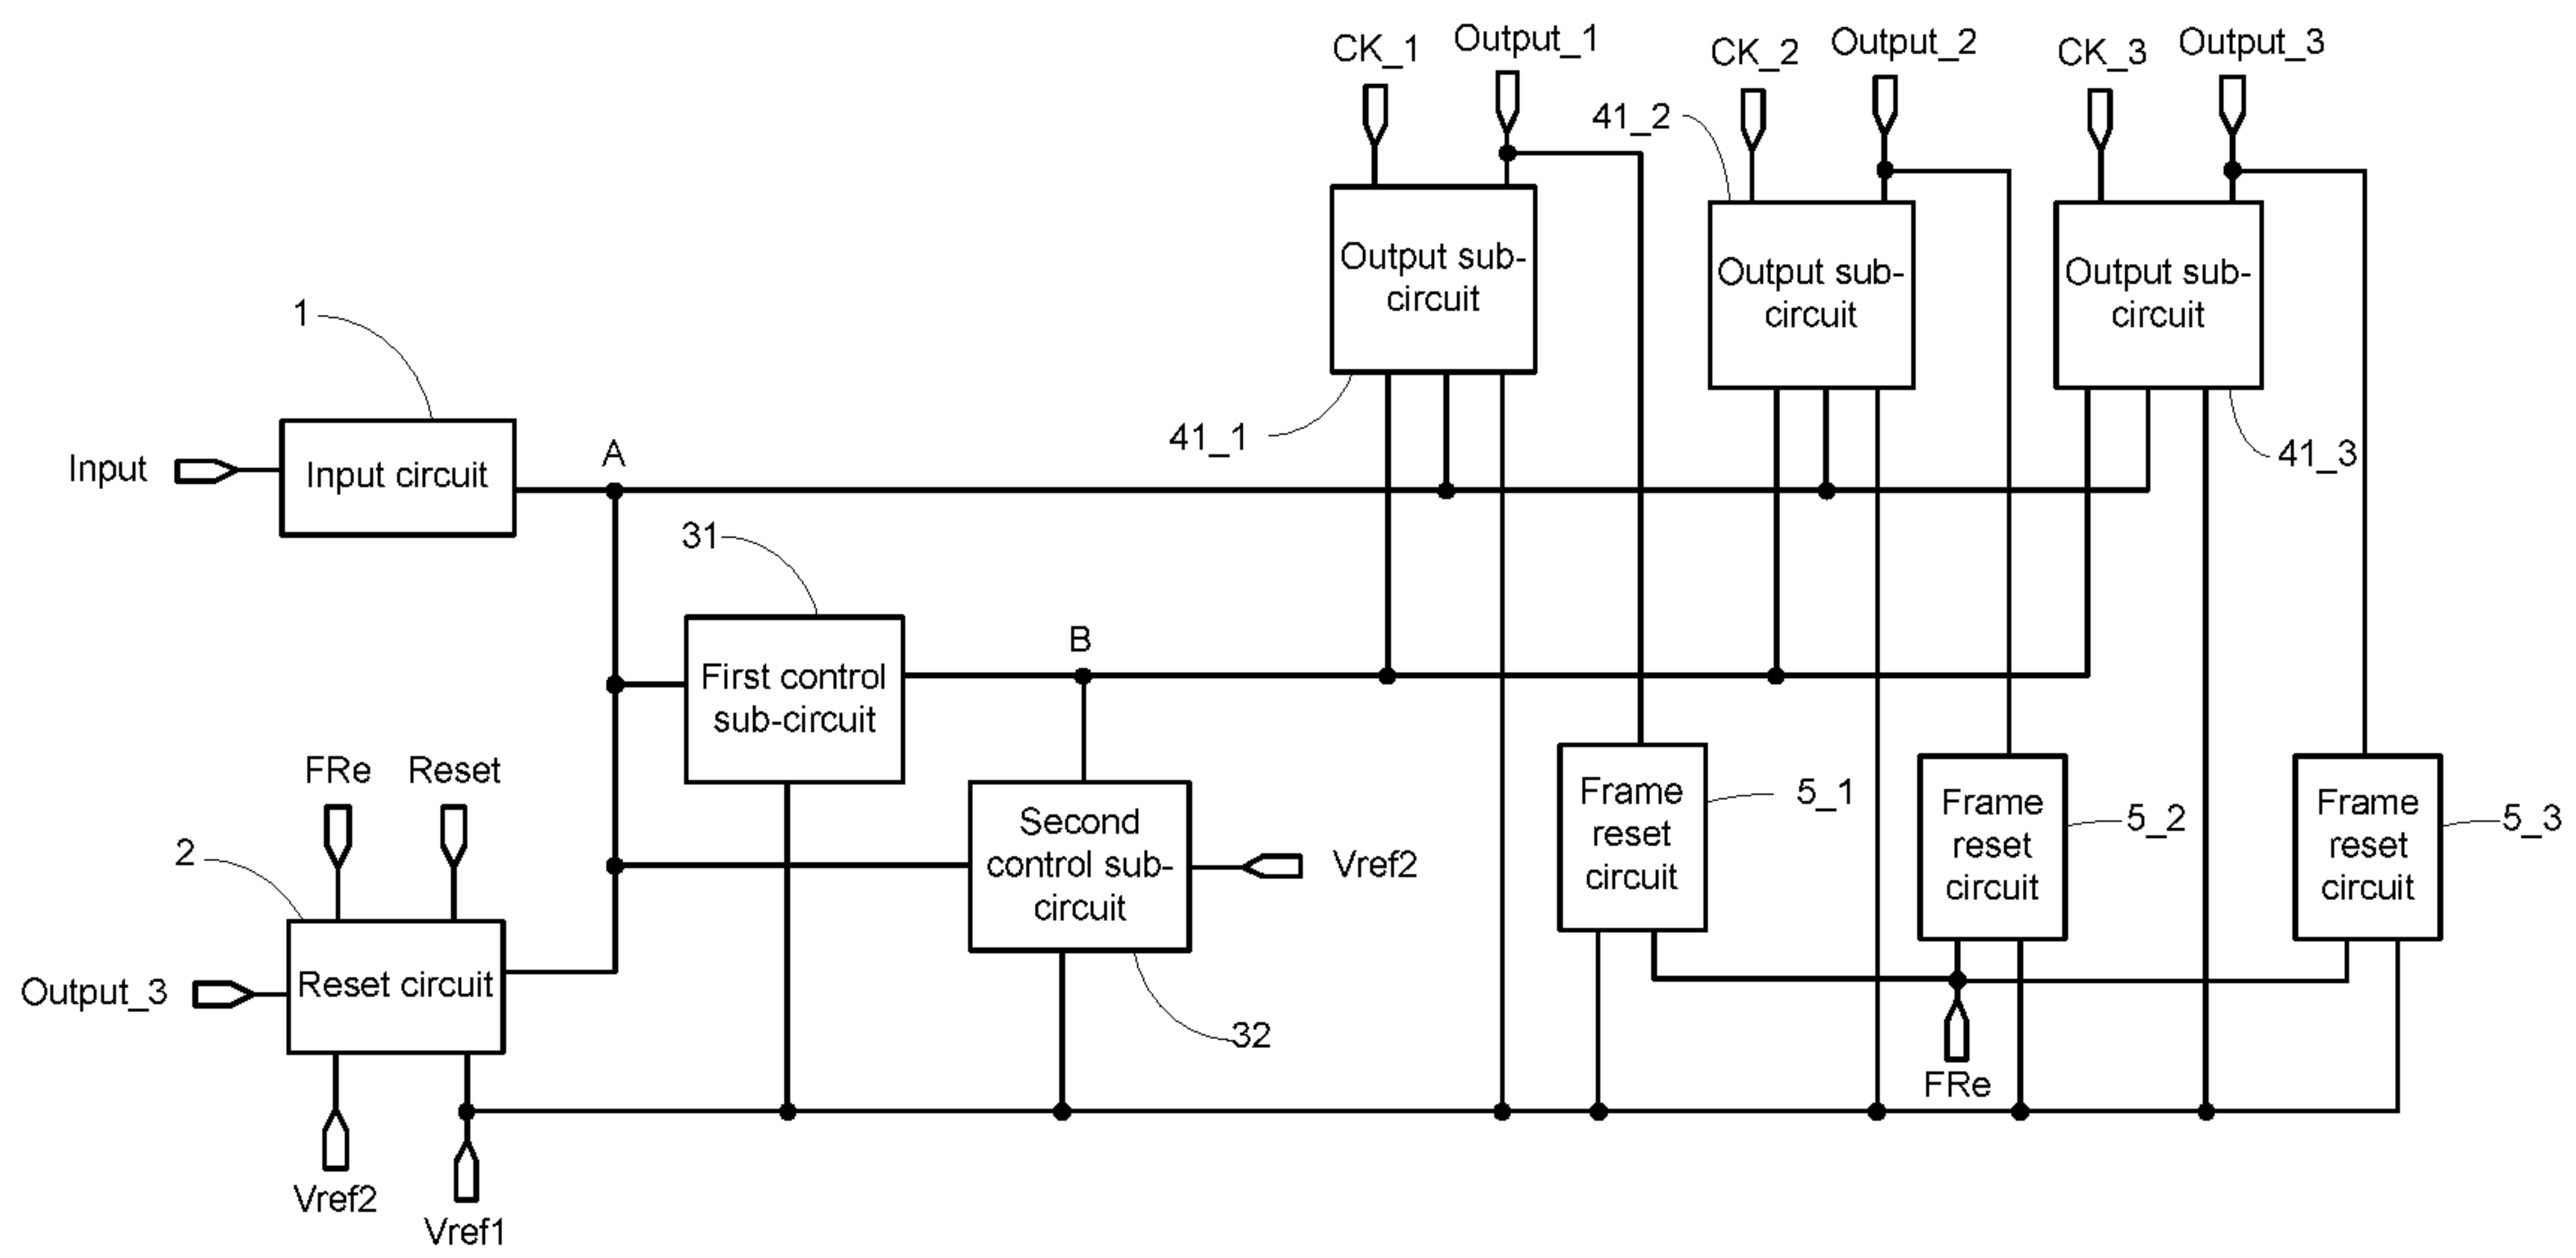 CK_1
Output_1
CK_2
Output_2
CK_3
Output_3
41_2
Output sub-
circuit
Output sub-
circuit
Output sub-
circuit
1
41_1
41_3
Input
Input circuit
A
31
B
First control
sub-circuit
FRe
Reset
2
Second
control sub-
circuit
Vref2
Frame
reset
circuit
5_1
Frame
reset
circuit
5_2
Frame
reset
circuit
5_3
Output_3
Reset circuit
32
FRe
Vref2
Vref1